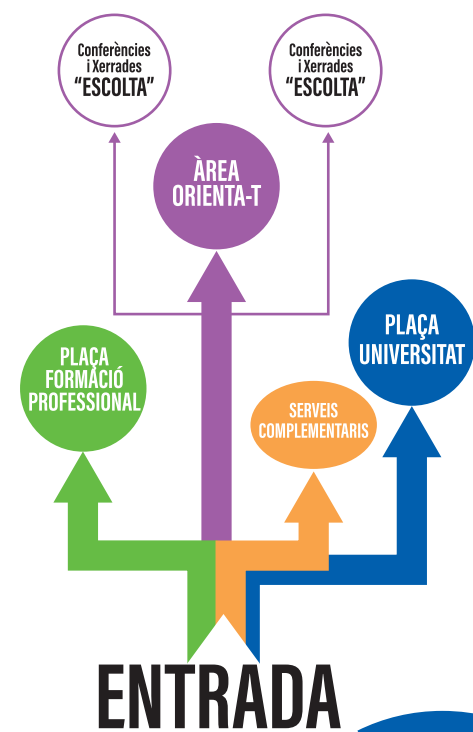 Conferències
i Xerrades
“ESCOLTA”
Conferències
i Xerrades
“ESCOLTA”
ÀREA
ORIENTA-T
PLAÇA
UNIVERSITAT
PLAÇA
FORMACIÓ
PROFESSIONAL
SERVEIS
COMPLEMENTARIS
ENTRADA